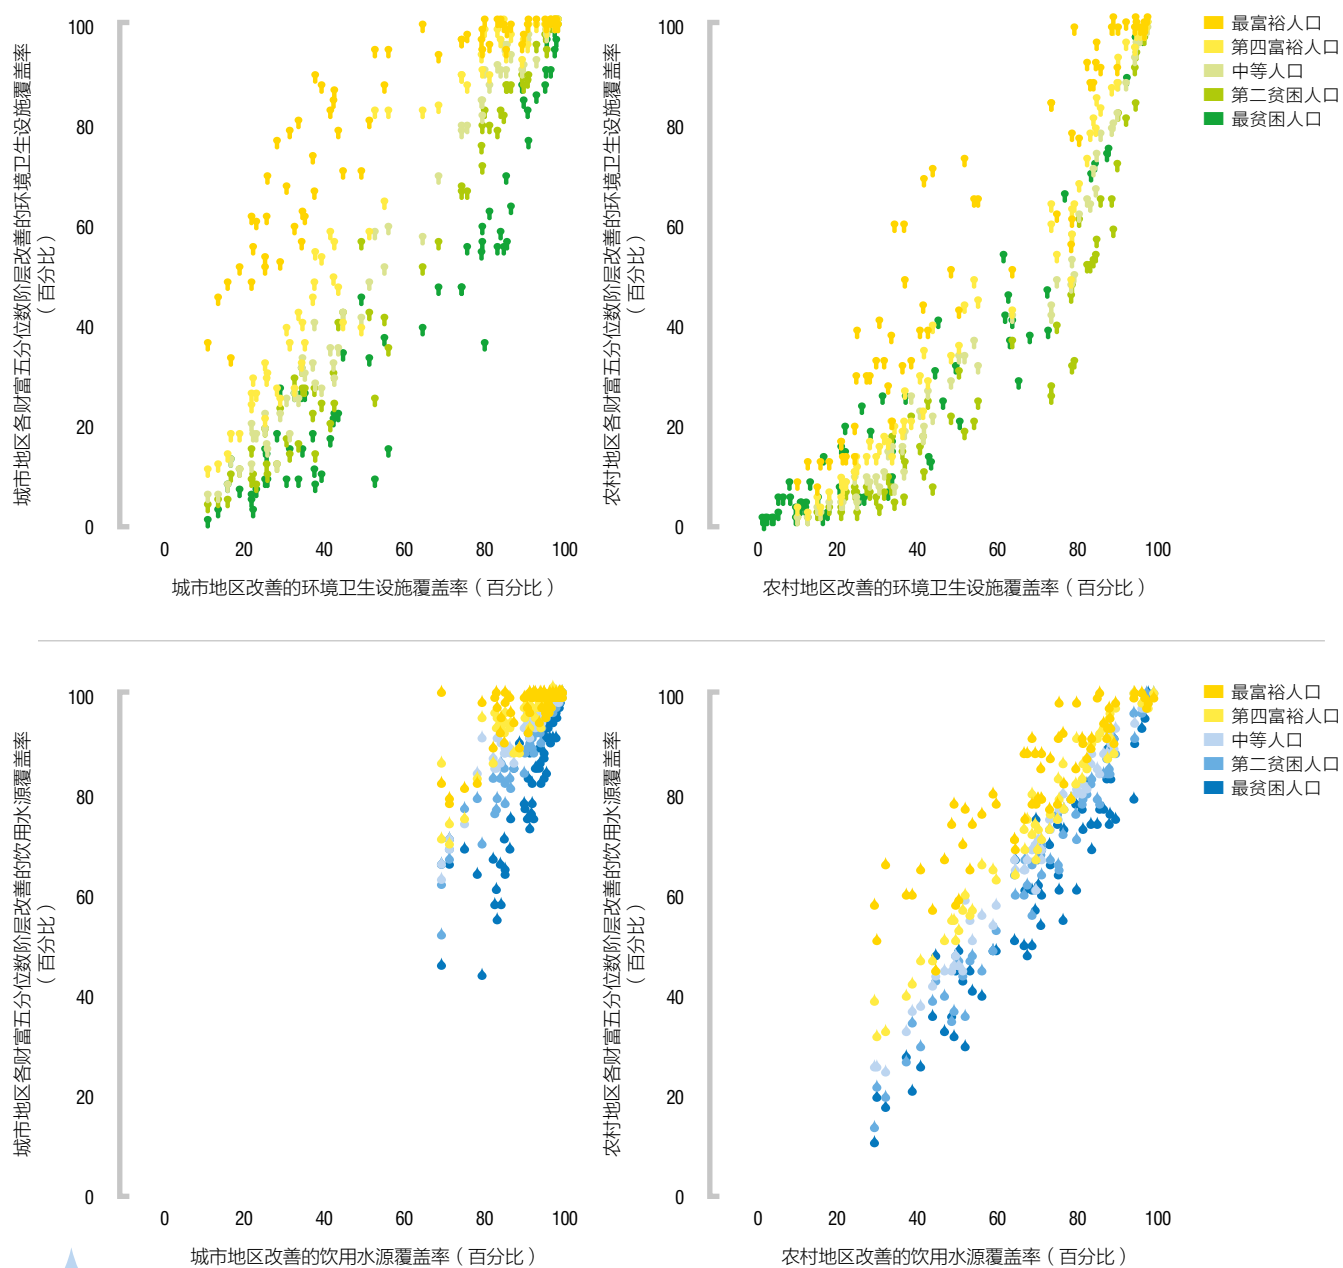 城市地区各财富五分位数阶层改善的环境卫生设施覆盖率
（百分比）
100
80
60
40
20
0
0 20 40 60 80 100
城市地区改善的环境卫生设施覆盖率（百分比）
农村地区各财富五分位数阶层改善的环境卫生设施覆盖率
（百分比）
100
80
60
40
20
0
0 20 40 60 80 100
农村地区改善的环境卫生设施覆盖率（百分比）
最富裕人口
第四富裕人口
中等人口
第二贫困人口
最贫困人口
城市地区各财富五分位数阶层改善的饮用水源覆盖率
（百分比）
100
80
60
40
20
0
0 20 40 60 80 100
城市地区改善的饮用水源覆盖率（百分比）
农村地区各财富五分位数阶层改善的饮用水源覆盖率
（百分比）
100
80
60
40
20
0
0 20 40 60 80 100
农村地区改善的饮用水源覆盖率（百分比）
最富裕人口
第四富裕人口
中等人口
第二贫困人口
最贫困人口